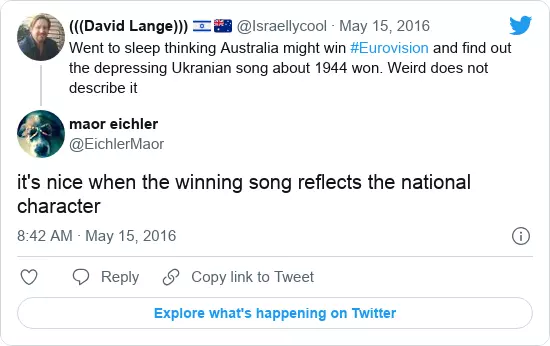 (((David Lange))) 🇮🇱 🇦🇺 @Israellycool · May 15, 2016
Went to sleep thinking Australia might win #Eurovision and find out
the depressing Ukranian song about 1944 won. Weird does not
describe it
maor eichler
@EichlerMaor
it's nice when the winning song reflects the national
character
8:42 AM · May 15, 2016
Reply
Copy link to Tweet
Explore what's happening on Twitter